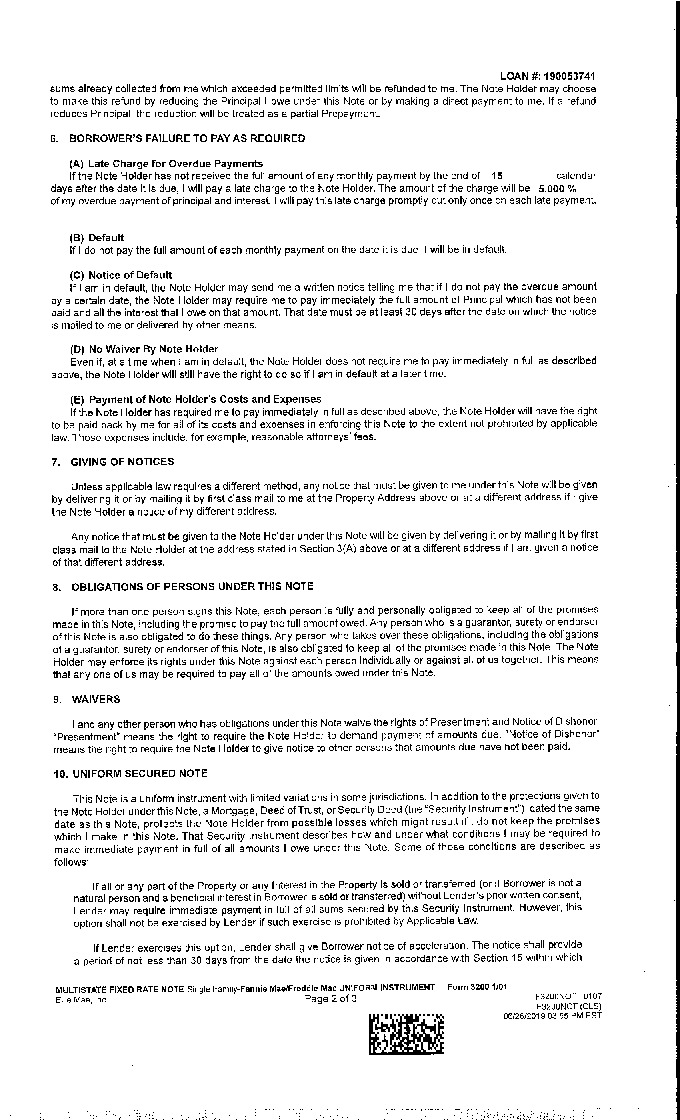 LOAN #: 190053741
sums already collected from me which exceeded permitted limits will be refunded to me. The Note Holder may choose
to make this refund by reducing the Principal I owe under this Note or by making a direct payment to me. If a refund
reduces Principal, the reduction will be treated as a partial Prepayment.
6. BORROWER'S FAILURE TO PAY AS REQUIRED
(A) Late Charge for Overdue Payments
If the Note Holder has not received the full amount of any monthly payment by the end of 15 calendar
days after the date it is due, I will pay a late charge to the Note Holder. The amount of the charge will be 5.000 %
of my overdue payment of principal and interest. I will pay this late charge promptly but only once on each late payment.
(B) Default
If I do not pay the full amount of each monthly payment on the date it is due, I will be in default.
(C) Notice of Default
If I am in default, the Note Holder may send me a written notice telling me that if I do not pay the overdue amount
by a certain date, the Note Holder may require me to pay immediately the full amount of Principal which has not been
paid and all the interest that I owe on that amount. That date must be at least 30 days after the date on which the notice
is mailed to me or delivered by other means.
(D) No Waiver By Note Holder
Even if, at a time when I am in default, the Note Holder does not require me to pay immediately in full as described
above, the Note Holder will still have the right to do so if I am in default at a later time.
(E) Payment of Note Holder's Costs and Expenses
If the Note Holder has required me to pay immediately in full as described above, the Note Holder will have the right
to be paid back by me for all of its costs and expenses in enforcing this Note to the extent not prohibited by applicable
law. Those expenses include, for example, reasonable attorneys' fees.
7. GIVING OF NOTICES
Unless applicable law requires a different method, any notice that must be given to me under this Note will be given
by delivering it or by mailing it by first class mail to me at the Property Address above or at a different address if I give
the Note Holder a notice of my different address.
Any notice that must be given to the Note Holder under this Note will be given by delivering it or by mailing it by first
class mail to the Note Holder at the address stated in Section 3(A) above or at a different address if I am given a notice
of that different address.
8. OBLIGATIONS OF PERSONS UNDER THIS NOTE
If more than one person signs this Note, each person is fully and personally obligated to keep all of the promises
made in this Note, including the promise to pay the full amount owed. Any person who is a guarantor, surety or endorser
of this Note is also obligated to do these things. Any person who takes over these obligations, including the obligations
of a guarantor, surety or endorser of this Note, is also obligated to keep all of the promises made in this Note. The Note
Holder may enforce its rights under this Note against each person individually or against all of us together. This means
that any one of us may be required to pay all of the amounts owed under this Note.
9. WAIVERS
I and any other person who has obligations under this Note waive the rights of Presentment and Notice of Dishonor.
"Presentment" means the right to require the Note Holder to demand payment of amounts due. "Notice of Dishonor"
means the right to require the Note Holder to give notice to other persons that amounts due have not been paid.
10. UNIFORM SECURED NOTE
This Note is a uniform instrument with limited variations in some jurisdictions. In addition to the protections given to
the Note Holder under this Note, a Mortgage, Deed of Trust, or Security Deed (the "Security Instrument"), dated the same
date as this Note, protects the Note Holder from possible losses which might result if I do not keep the promises
which I make in this Note. That Security Instrument describes how and under what conditions I may be required to
make immediate payment in full of all amounts I owe under this Note. Some of those conditions are described as
follows:
If all or any part of the Property or any Interest in the Property is sold or transferred (or if Borrower is not a
natural person and a beneficial interest in Borrower is sold or transferred) without Lender's prior written consent,
Lender may require immediate payment in full of all sums secured by this Security Instrument. However, this
option shall not be exercised by Lender if such exercise is prohibited by Applicable Law.
If Lender exercises this option, Lender shall give Borrower notice of acceleration. The notice shall provide
a period of not less than 30 days from the date the notice is given in accordance with Section 15 within which
MULTISTATE FIXED RATE NOTE Single Family-Fannie Mae/Freddie Mac UNIFORM INSTRUMENT Form 3200 1/01
Ellie Mae, Inc. Page 2 of 3 F3200NOT 0107
F3200NOT (CLS)
06/26/2019 03:55 PM EST